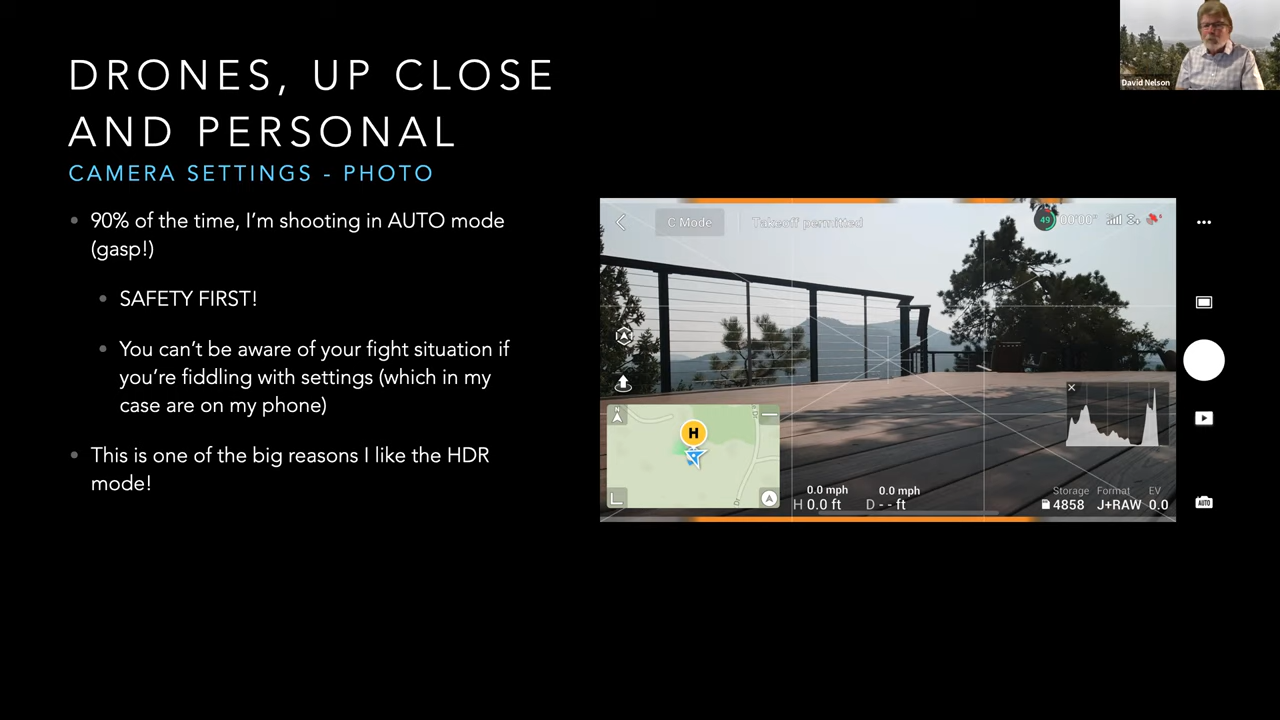 DRONES, UP CLOSE
AND PERSONAL
CAMERA SETTINGS - PHOTO
90% of the time, I'm shooting in AUTO mode
(gasp!)
SAFETY FIRST!
You can't be aware of your fight situation if
you're fiddling with settings (which in my
case are on my phone)
This is one of the big reasons I like the HDR
mode!
David Nelson
C Mode
Takeoff permitted
49
00'00"
N
H
0.0 mph 0.0 mph
H 0.0 ft D - - ft
Storage Format EV
4858 J+RAW 0.0
AUTO